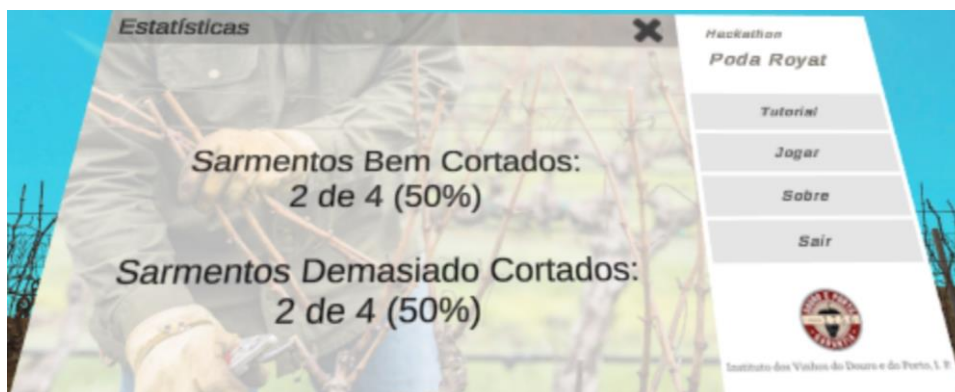 Estatísticas
Sarmentos Bem Cortados:
2 de 4 (50%)
Sarmentos Demasiado Cortados:
2 de 4 (50%)
Hackathon
Poda Royat
Tutorial
Jogar
Sobre
Sair
Instituto dos Vinhos do Douro e do Porto, I. P.